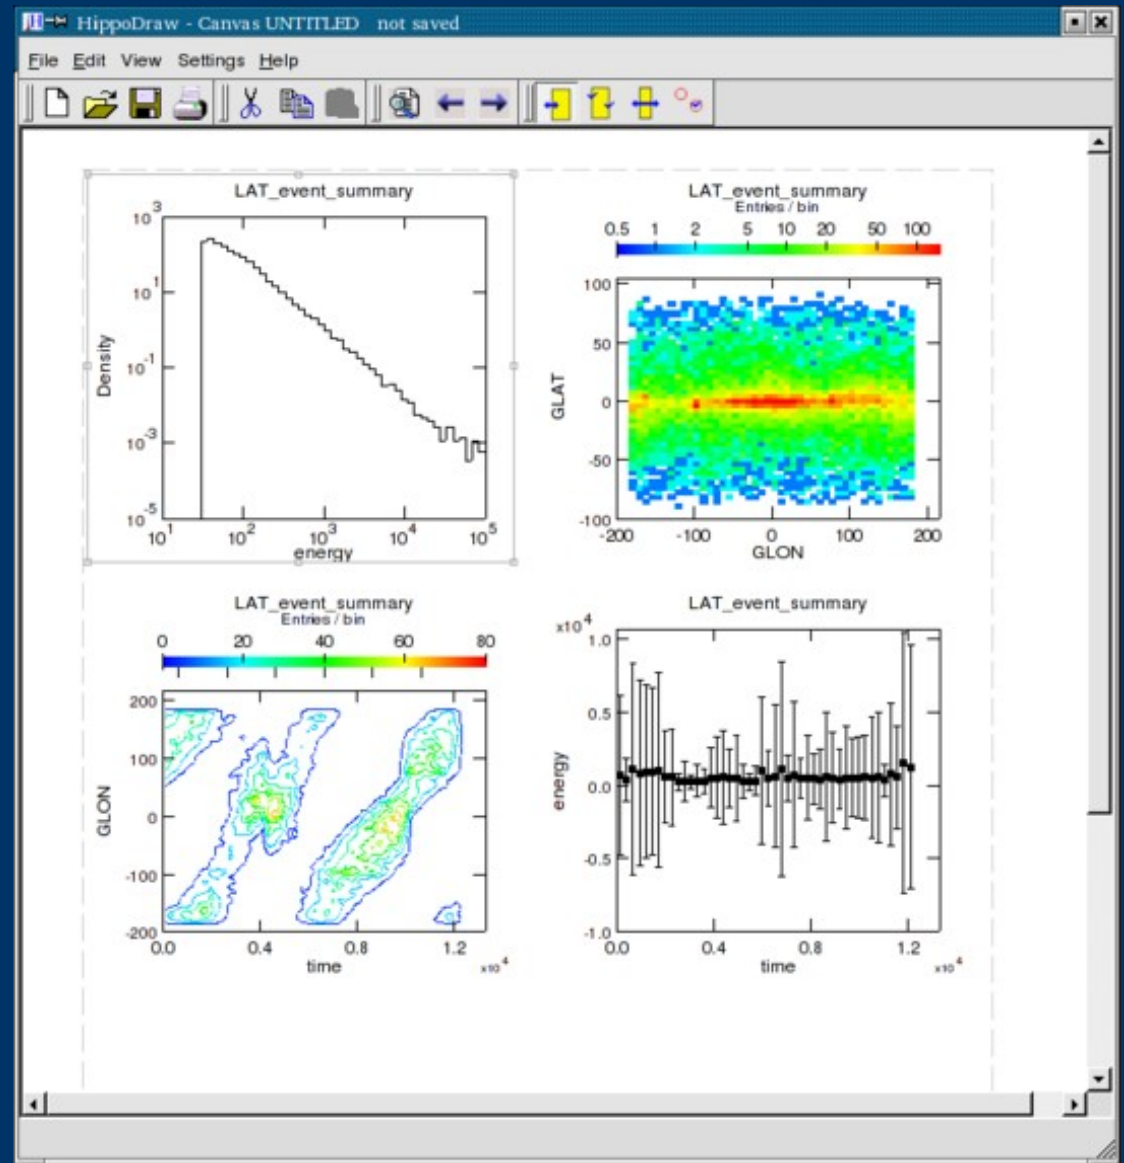 HippoDraw - Canvas UNTITLED not saved
File Edit View Settings Help
LAT_event_summary
10^3
10^1
10^-1
10^-3
10^-5
Density
10^1 10^2 10^3 10^4 10^5
energy
LAT_event_summary
Entries / bin
0.5 1 2 5 10 20 50 100
100
50
0
-50
-100
GLAT
-200 -100 0 100 200
GLON
LAT_event_summary
Entries / bin
0 20 40 60 80
200
100
0
-100
-200
GLON
0.0 0.4 0.8 1.2
time x10^4
LAT_event_summary
x10^4
1.0
0.5
0.0
-0.5
-1.0
energy
0.0 0.4 0.8 1.2
time x10^4